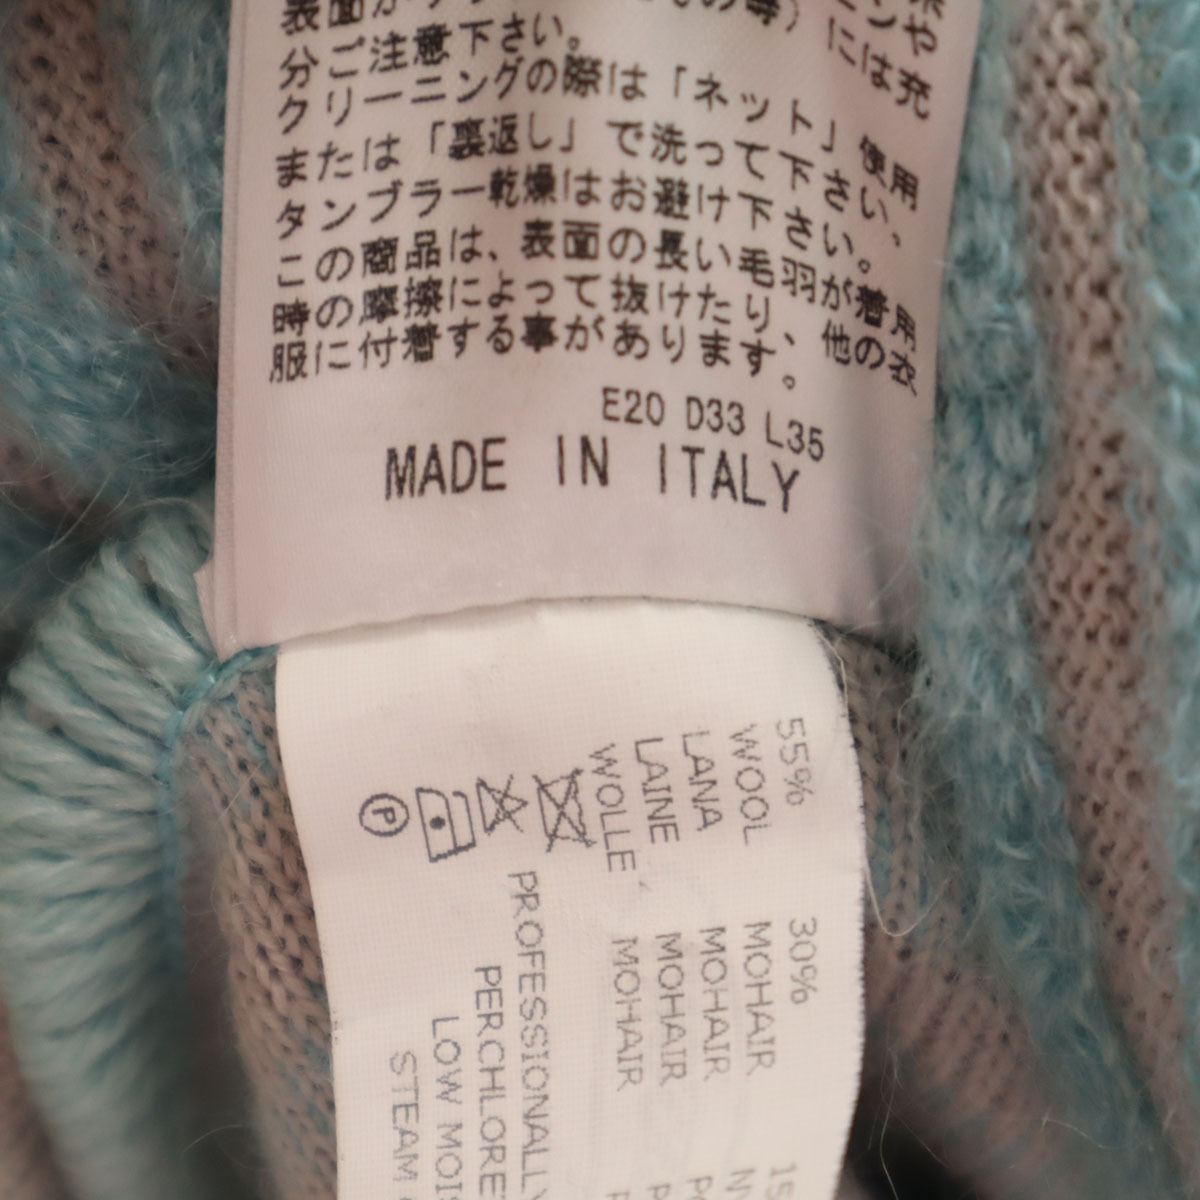 分ご注意下さい。
クリーニングの際は「ネット」使用
または「裏返し」で洗って下さい、
タンブラー乾燥はお避け下さい。
この商品は、表面の長い毛羽が着用
時の摩擦によって抜けたり、他の衣
服に付着する事があります。
E20 D33 L35
MADE IN ITALY
55% 30%
WOOL MOHAIR
LANA MOHAIR
LAINE MOHAIR
WOLLE MOHAIR
PROFESSIONALLY
LOW
STEAM
P